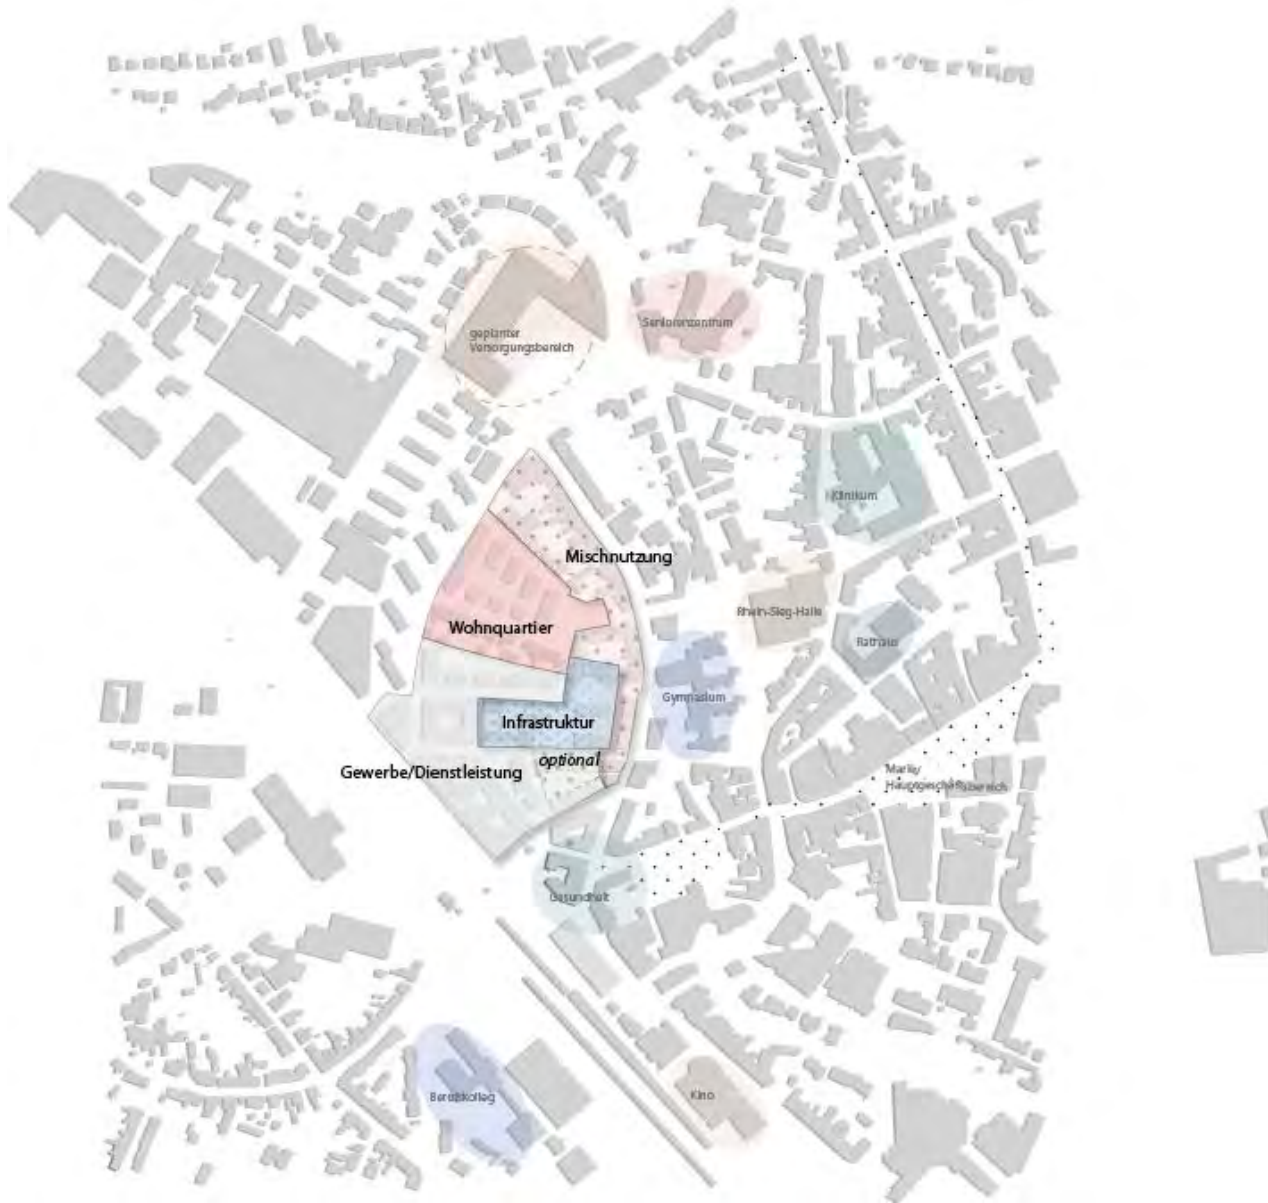 Seniorenzentrum
geplanter
Versorgungsbereich
Klinikum
Mischnutzung
Rhein-Sieg-Halle
Wohnquartier
Rathaus
Gymnasium
Infrastruktur
optional
Gewerbe/Dienstleistung
Markt/
Hauptgeschäftsbereich
Gesundheit
Berufskolleg
Kino